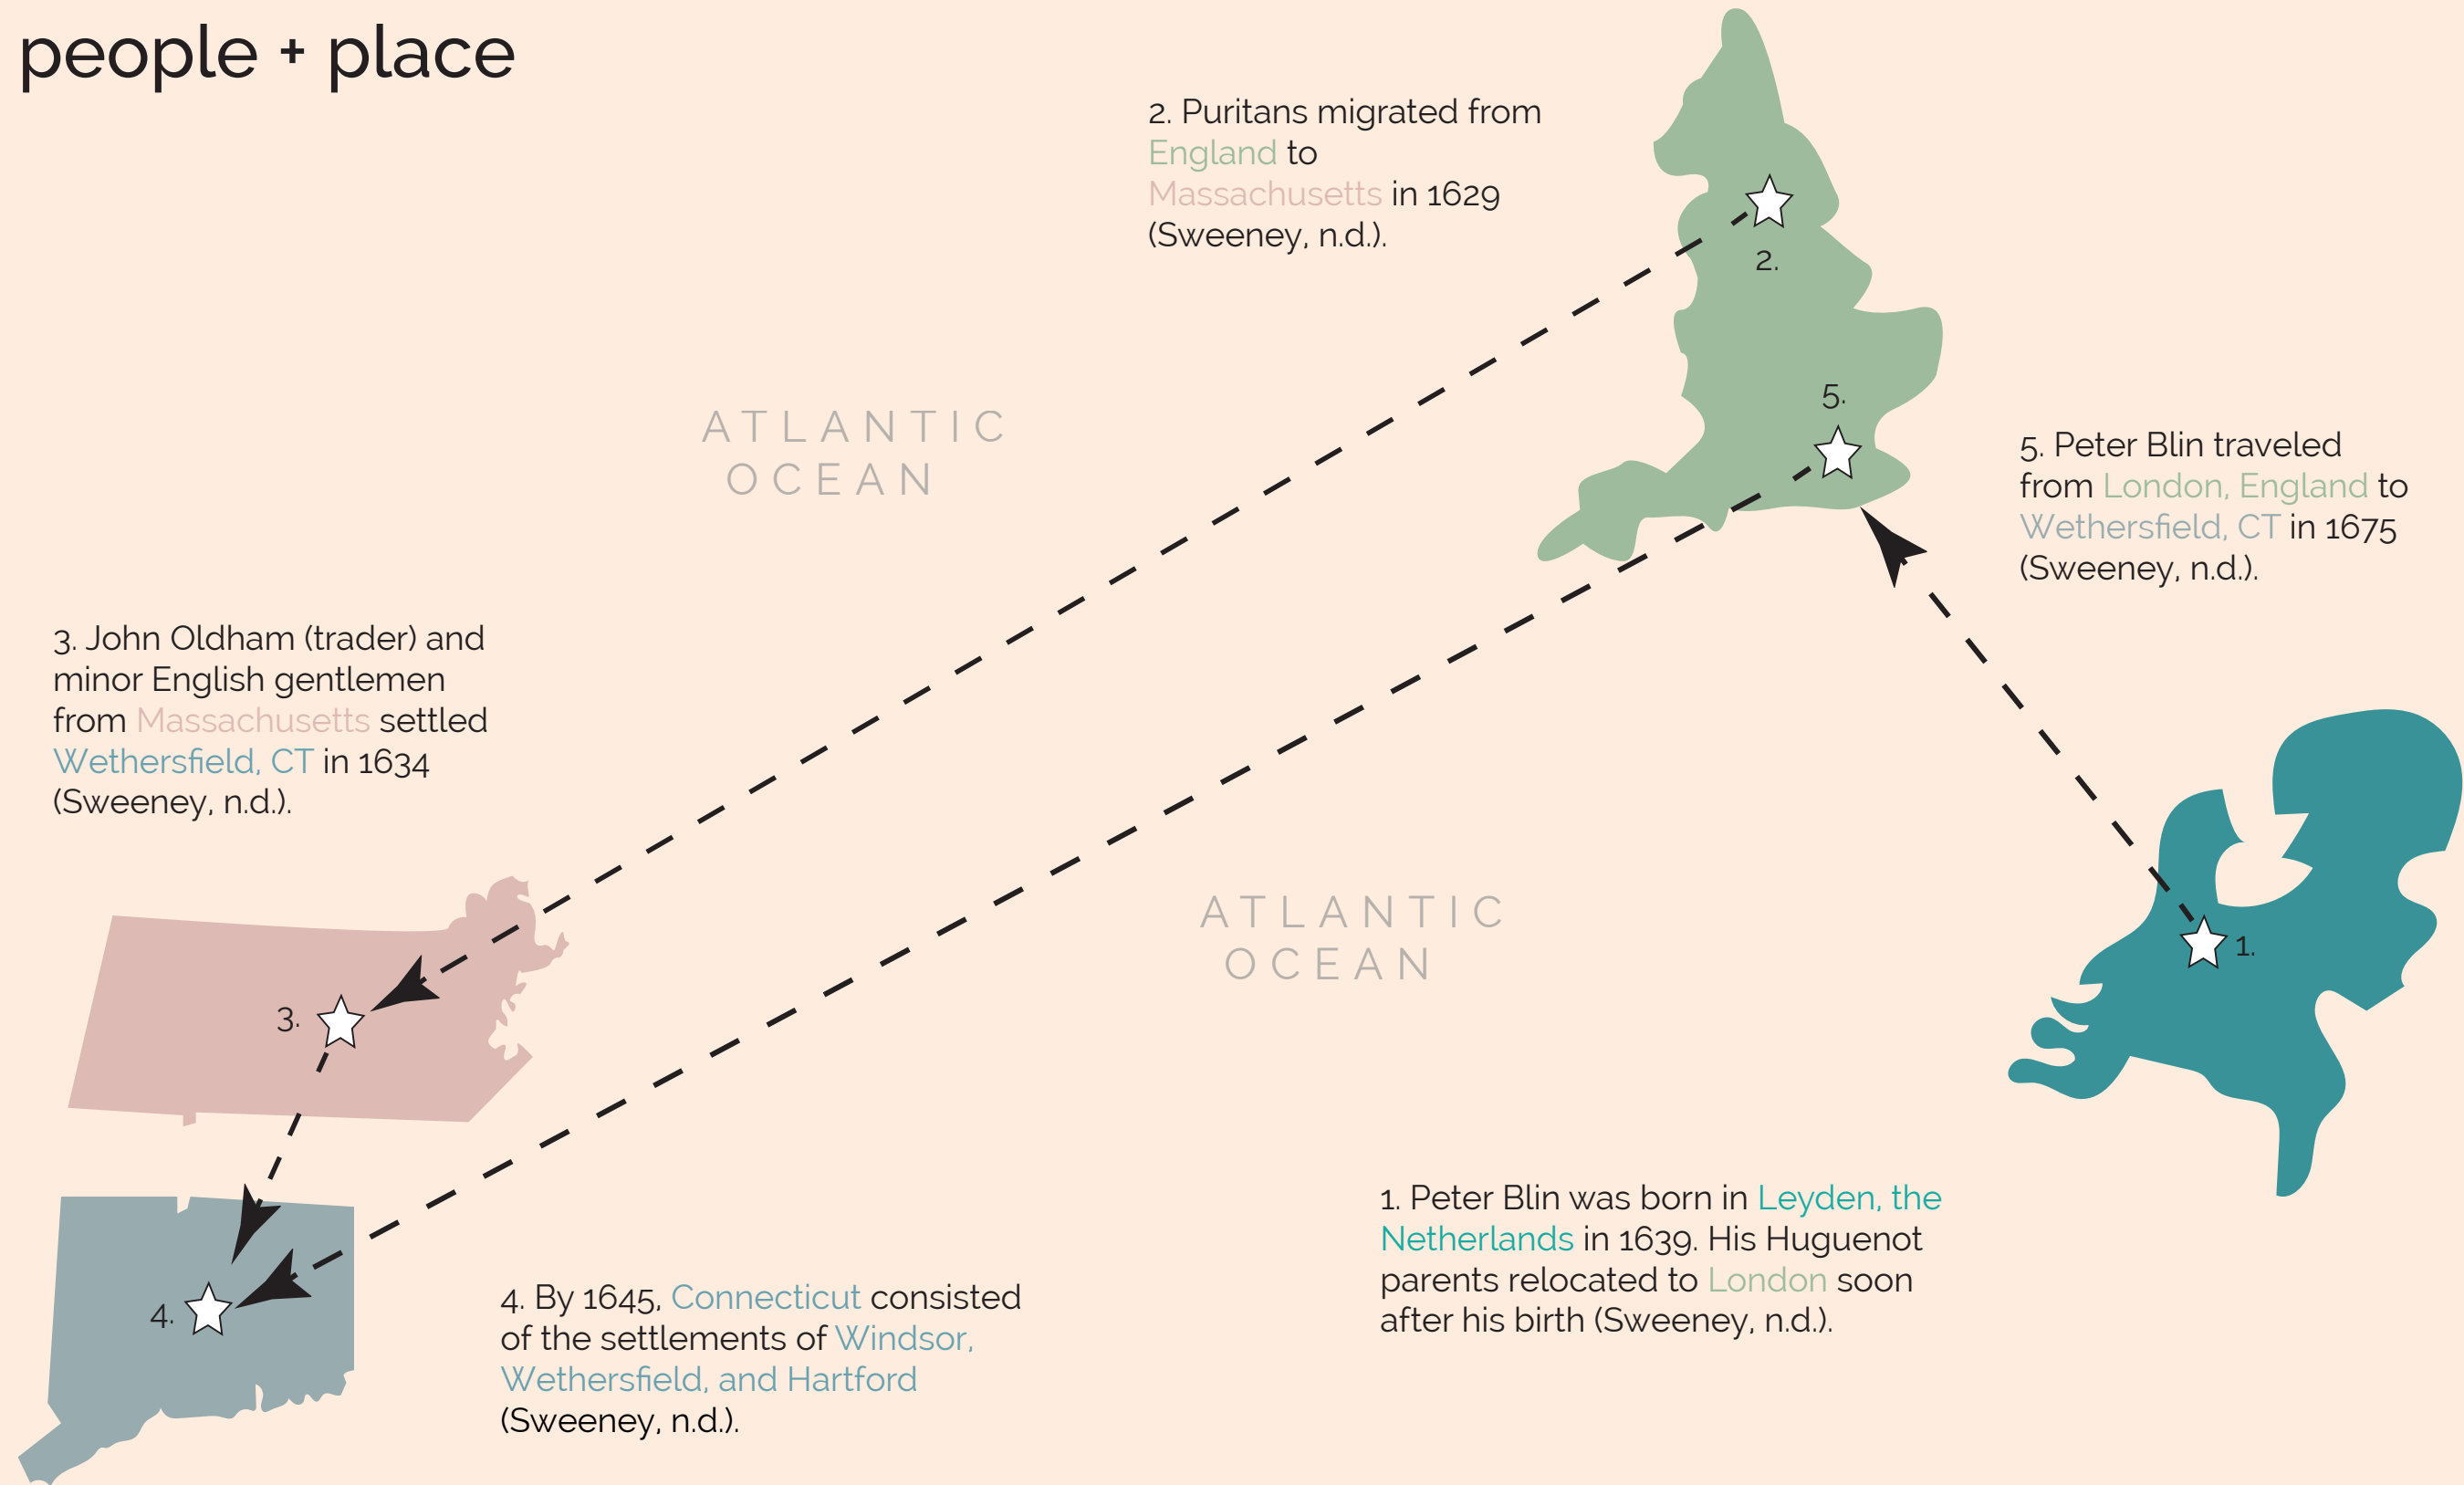 people + place
2. Puritans migrated from
England to
Massachusetts in 1629
(Sweeney, n.d.).
2.
ATLANTIC
OCEAN
5.
5. Peter Blin traveled
from London, England to
Wethersfield, CT in 1675
(Sweeney, n.d.).
3. John Oldham (trader) and
minor English gentlemen
from Massachusetts settled
Wethersfield, CT in 1634
(Sweeney, n.d.).
ATLANTIC
OCEAN
1.
3.
1. Peter Blin was born in Leyden, the
Netherlands in 1639. His Huguenot
parents relocated to London soon
after his birth (Sweeney, n.d.).
4.
4. By 1645, Connecticut consisted
of the settlements of Windsor,
Wethersfield, and Hartford
(Sweeney, n.d.).